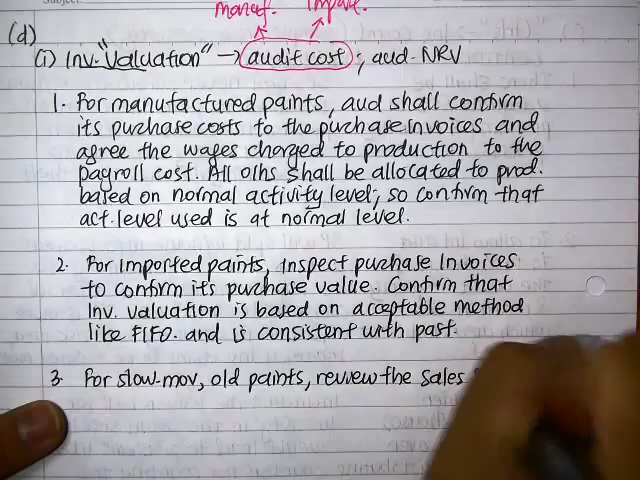 manuf. import.
(d)
(i) Inv. "Valuation" → audit cost ; aud. NRV
1. For manufactured paints, aud shall confirm
its purchase costs to the purchase invoices and
agree the wages charged to production to the
payroll cost. All o/hs shall be allocated to prod.
based on normal activity level; so confirm that
act. level used is at normal level.
2. For imported paints, inspect purchase invoices
to confirm its purchase value. Confirm that
inv. valuation is based on acceptable method
like FIFO. and is consistent with past.
3. For slow-mov, old paints, review the sales